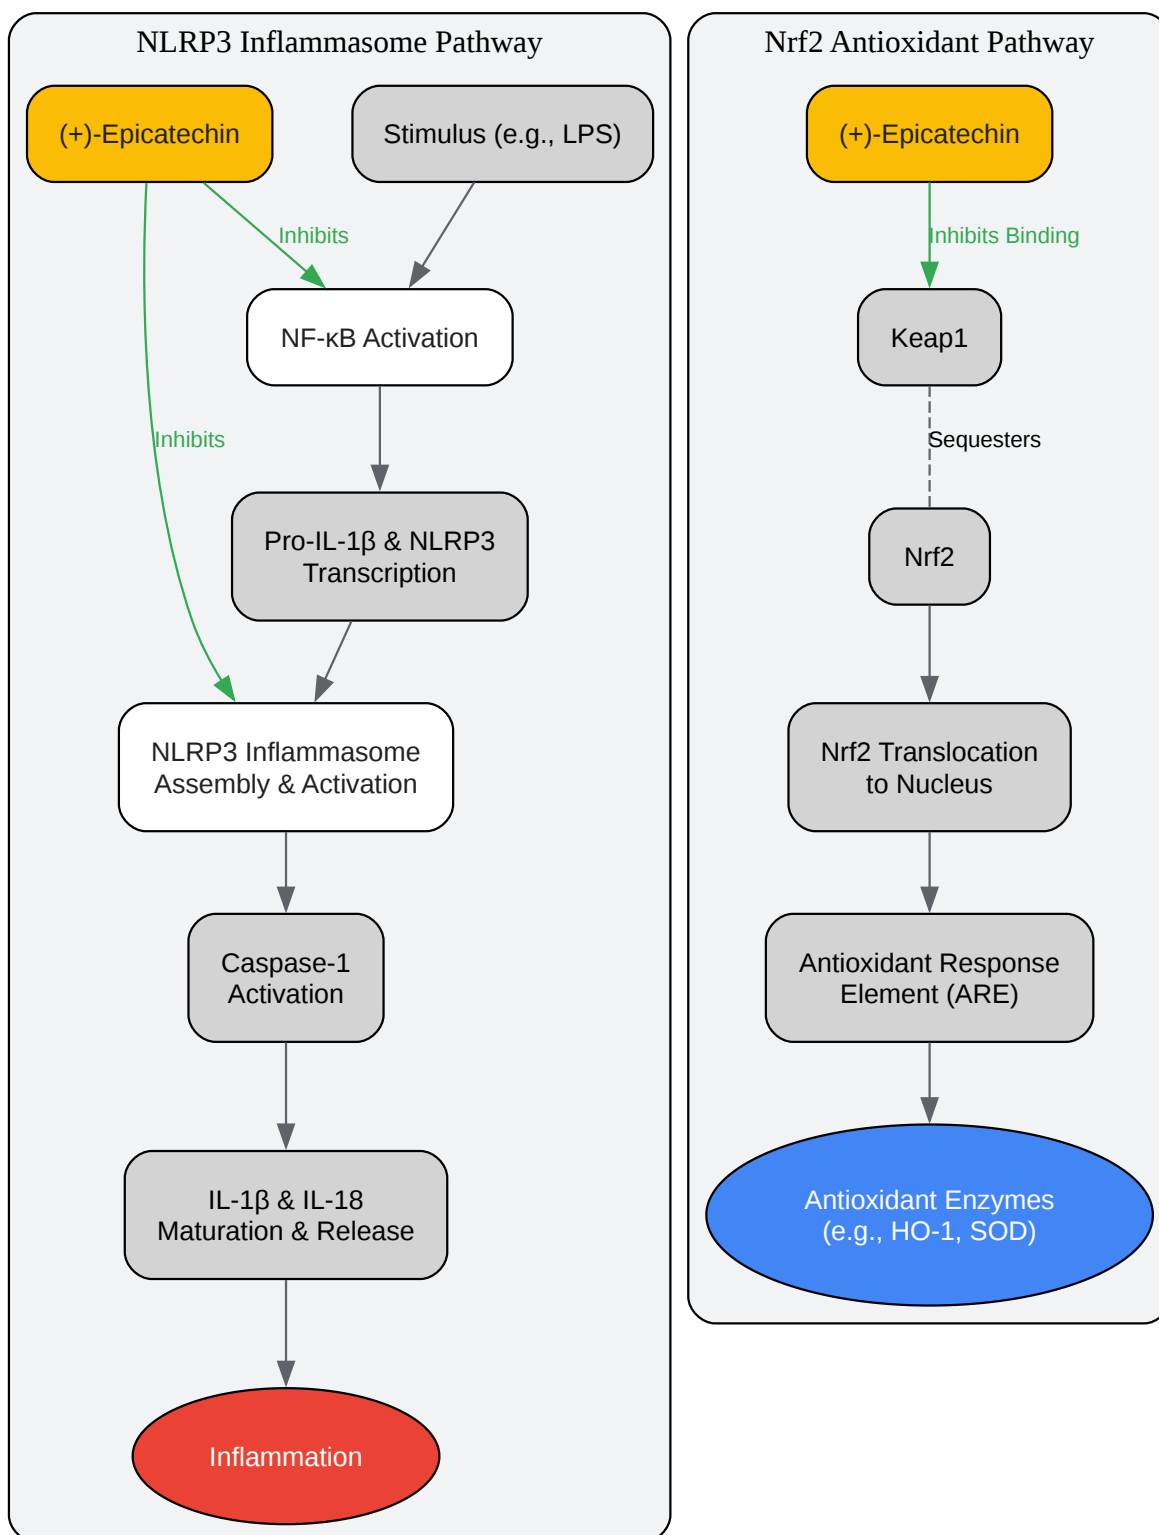 NLRP3 Inflammasome Pathway
(+)-Epicatechin
Stimulus (e.g., LPS)
Inhibits
NF-κB Activation
Inhibits
Pro-IL-1β & NLRP3
Transcription
NLRP3 Inflammasome
Assembly & Activation
Caspase-1
Activation
IL-1β & IL-18
Maturation & Release
Inflammation
Nrf2 Antioxidant Pathway
(+)-Epicatechin
Inhibits Binding
Keap1
Sequesters
Nrf2
Nrf2 Translocation
to Nucleus
Antioxidant Response
Element (ARE)
Antioxidant Enzymes
(e.g., HO-1, SOD)